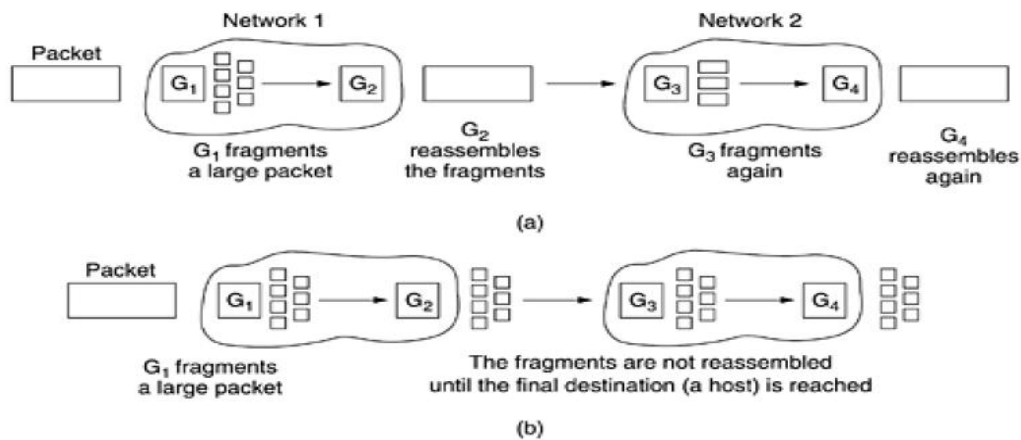 Network 1
Network 2
Packet
G1
G2
G3
G4
G1 fragments
a large packet
G2
reassembles
the fragments
G3 fragments
again
G4
reassembles
again
(a)
Packet
G1
G2
G3
G4
G1 fragments
a large packet
The fragments are not reassembled
until the final destination (a host) is reached
(b)